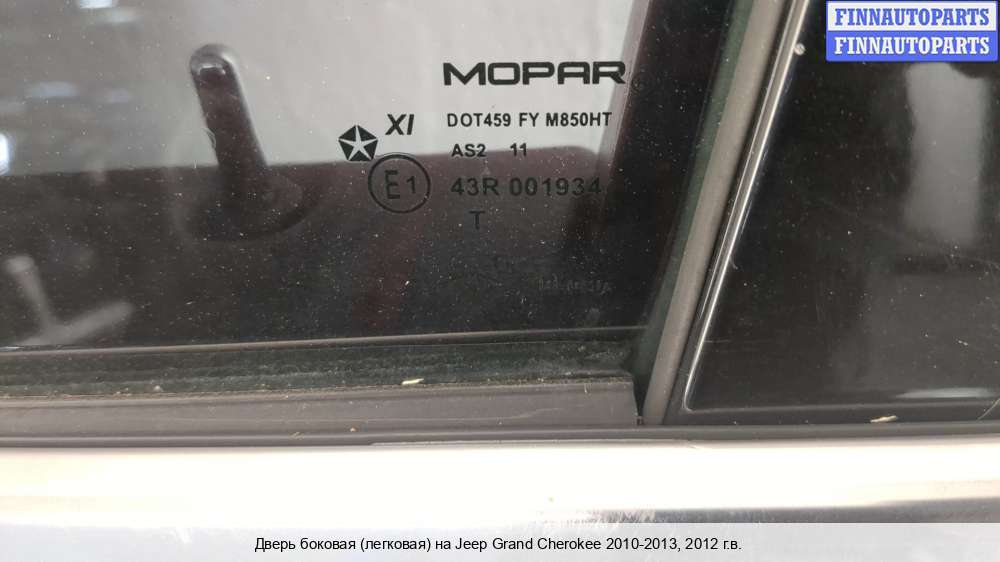 FINNAUTOPARTS
FINNAUTOPARTS
MOPAR
XI DOT459 FY M850HT
AS2 11
E1 43R 001934
T
Дверь боковая (легковая) на Jeep Grand Cherokee 2010-2013, 2012 г.в.